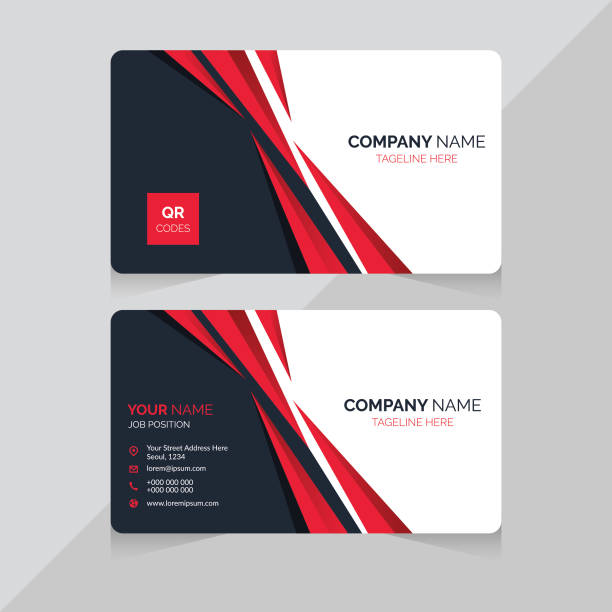 COMPANY NAME
TAGELINE HERE
QR
CODES
YOUR NAME
JOB POSITION
Your Street Address Here
Seoul, 1234
lorem@ipsum.com
+000 000 000
+000 000 000
www.loremipsum.com
COMPANY NAME
TAGELINE HERE